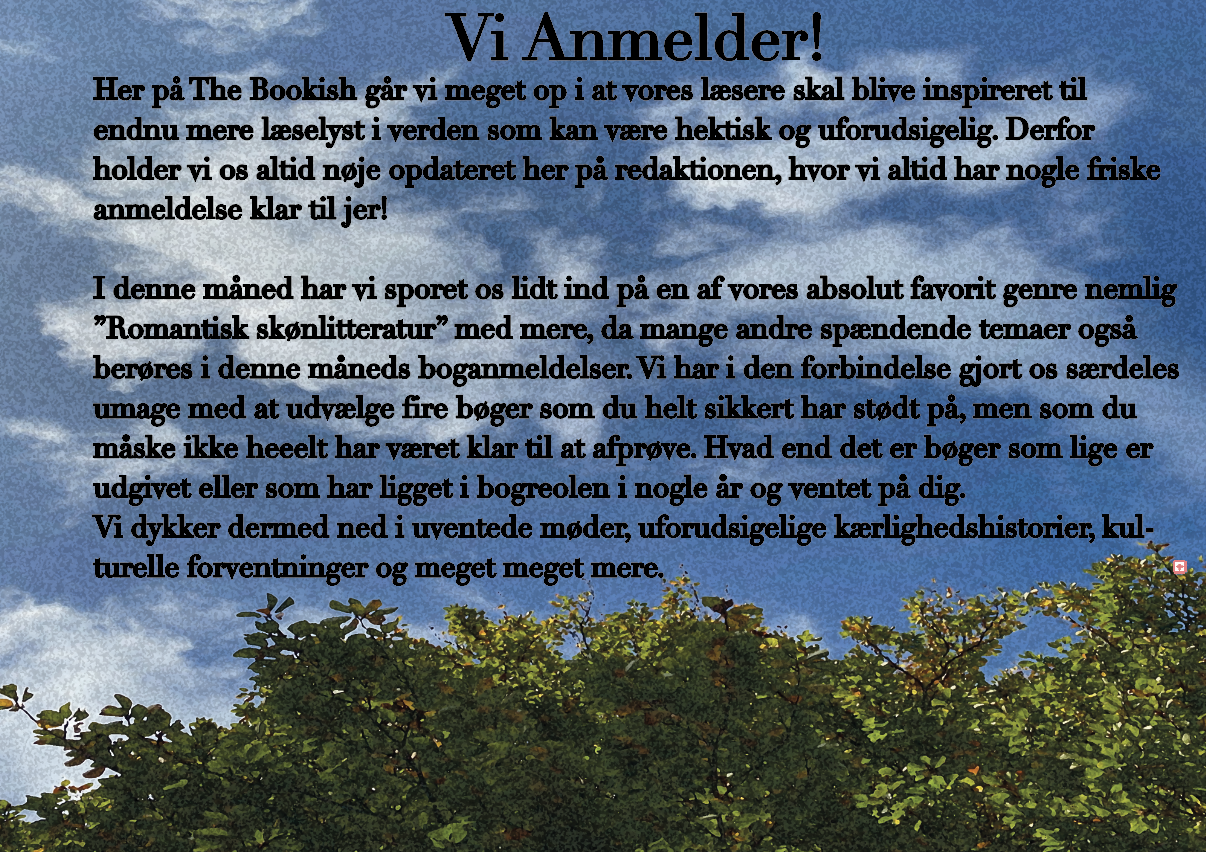 Vi Anmelder!
Her på The Bookish går vi meget op i at vores læsere skal blive inspireret til
endnu mere læselyst i verden som kan være hektisk og uforudsigelig. Derfor
holder vi os altid nøje opdateret her på redaktionen, hvor vi altid har nogle friske
anmeldelse klar til jer!
I denne måned har vi sporet os lidt ind på en af vores absolut favorit genre nemlig
”Romantisk skønlitteratur” med mere, da mange andre spændende temaer også
berøres i denne måneds boganmeldelser. Vi har i den forbindelse gjort os særdeles
umage med at udvælge fire bøger som du helt sikkert har stødt på, men som du
måske ikke heeelt har været klar til at afprøve. Hvad end det er bøger som lige er
udgivet eller som har ligget i bogreolen i nogle år og ventet på dig.
Vi dykker dermed ned i uventede møder, uforudsigelige kærlighedshistorier, kul-
turelle forventninger og meget meget mere.